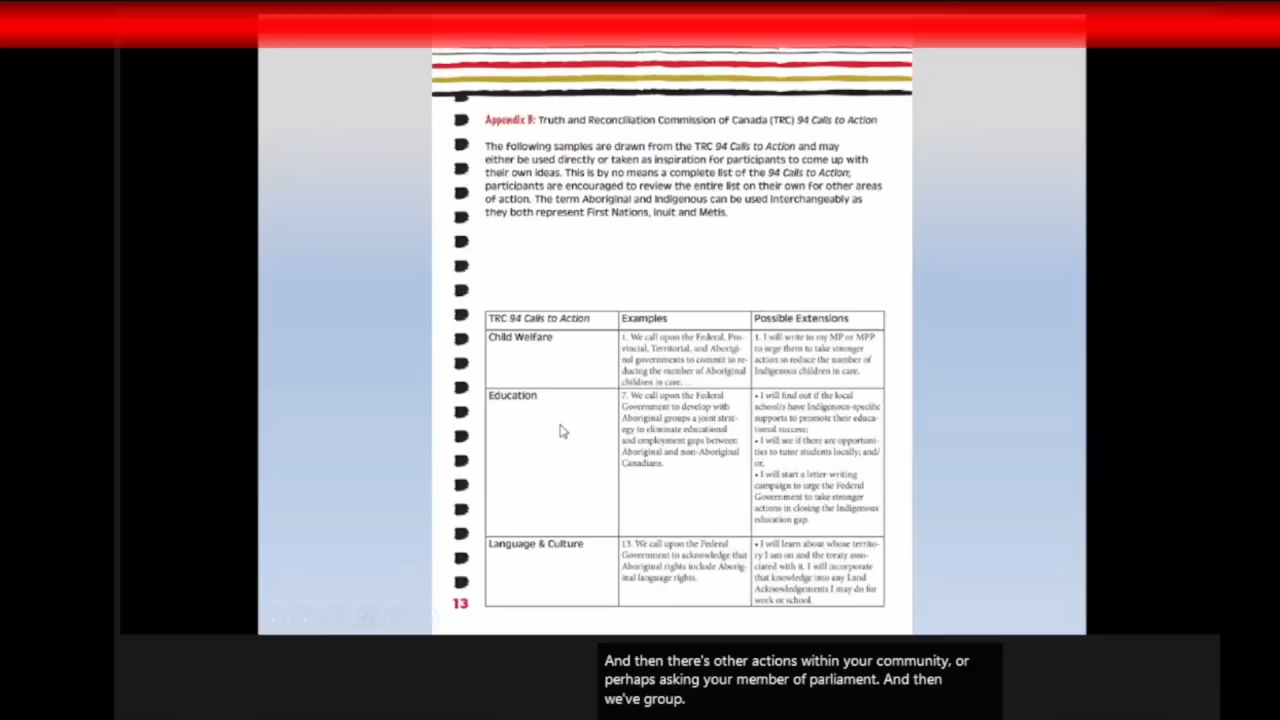 Appendix B: Truth and Reconciliation Commission of Canada (TRC) 94 Calls to Action
The following samples are drawn from the TRC 94 Calls to Action and may
either be used directly or taken as inspiration for participants to come up with
their own ideas. This is by no means a complete list of the 94 Calls to Action;
participants are encouraged to review the entire list on their own for other areas
of action. The term Aboriginal and Indigenous can be used interchangeably as
they both represent First Nations, Inuit and Métis.
TRC 94 Calls to Action
Examples
Possible Extensions
Child Welfare
1. We call upon the Federal, Pro-
vincial, Territorial, and Aborigi-
nal governments to commit to re-
ducing the number of Aboriginal
children in care. . .
1. I will write to my MP or MPP
to urge them to take stronger
action to reduce the number of
Indigenous children in care.
Education
7. We call upon the Federal
Government to develop with
Aboriginal groups a joint strat-
egy to eliminate educational
and employment gaps between
Aboriginal and non-Aboriginal
Canadians.
• I will find out if the local
school/s have Indigenous-specific
supports to promote their educa-
tional success;
• I will see if there are opportuni-
ties to tutor students locally; and/
or,
• I will start a letter-writing
campaign to urge the Federal
Government to take stronger
actions in closing the Indigenous
education gap.
Language & Culture
13. We call upon the Federal
Government to acknowledge that
Aboriginal rights include Aborig-
inal language rights.
• I will learn about whose territo-
ry I am on and the treaty asso-
ciated with it. I will incorporate
that knowledge into any Land
Acknowledgements I may do for
work or school.
13
And then there's other actions within your community, or
perhaps asking your member of parliament. And then
we've group.